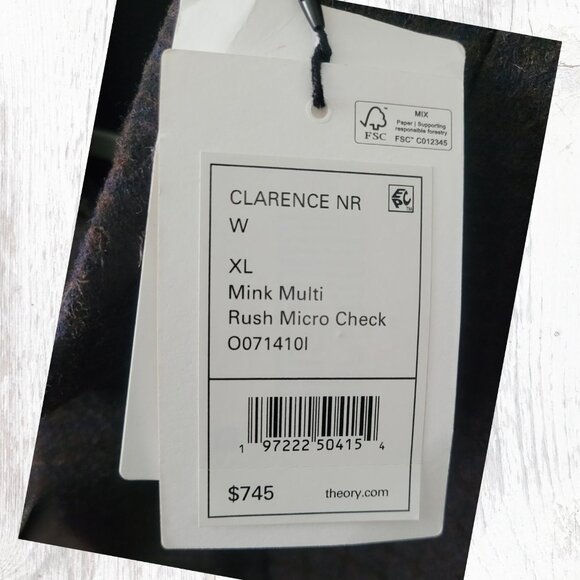 FSC
MIX
Paper | Supporting
responsible forestry
FSC™ C012345
CLARENCE NR
W
XL
Mink Multi
Rush Micro Check
O071410I
1 97222 50415 4
$745
theory.com